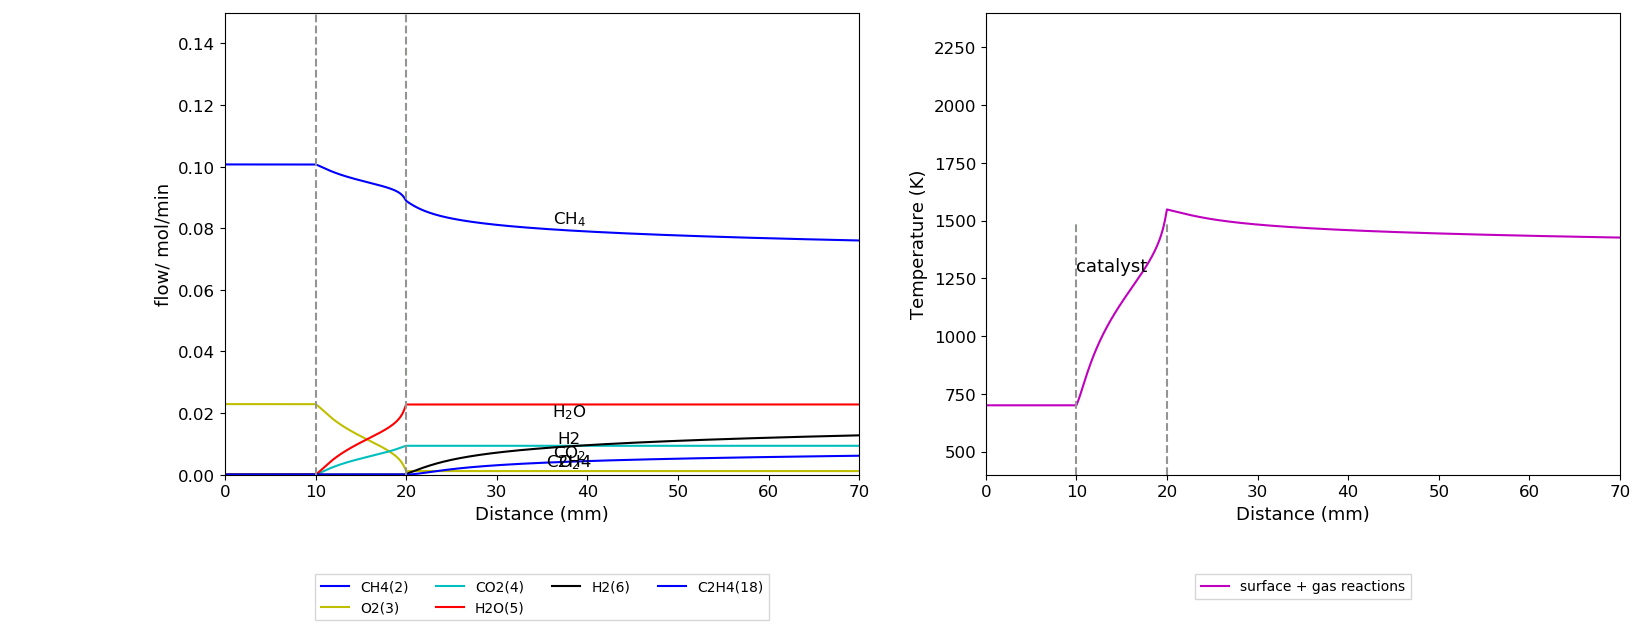 0.14
0.12
0.10
0.08
0.06
0.04
0.02
0.00
flow/ mol/min
CH₄
H₂O
H2
CO₂
C2H4
O₂
0 10 20 30 40 50 60 70
Distance (mm)
CH4(2) CO2(4) H2(6) C2H4(18)
O2(3) H2O(5)
2250
2000
1750
1500
1250
1000
750
500
Temperature (K)
catalyst
0 10 20 30 40 50 60 70
Distance (mm)
surface + gas reactions